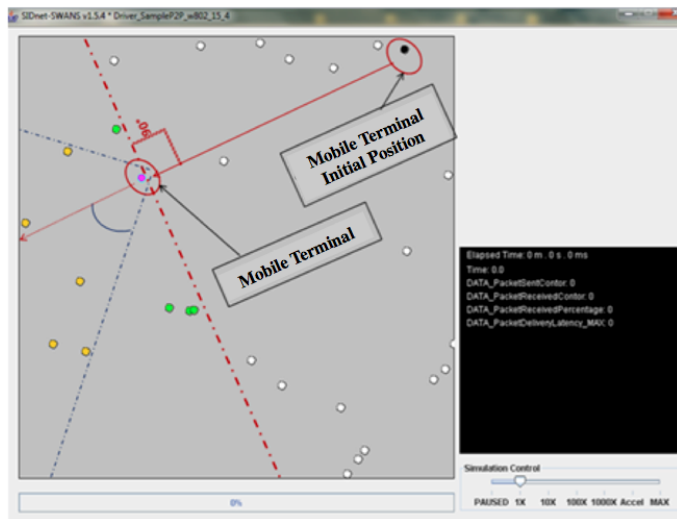 SIDnet-SWANS v1.5.4 * Driver_SampleP2P_w802_15_4
90°
Mobile Terminal
Initial Position
Mobile Terminal
Elapsed Time: 0 m . 0 s . 0 ms
Time: 0.0
DATA_PacketSentContor: 0
DATA_PacketReceivedContor: 0
DATA_PacketReceivedPercentage: 0
DATA_PacketDeliveryLatency_MAX: 0
Simulation Control
PAUSED 1X 10X 100X 1000X Accel MAX
0%